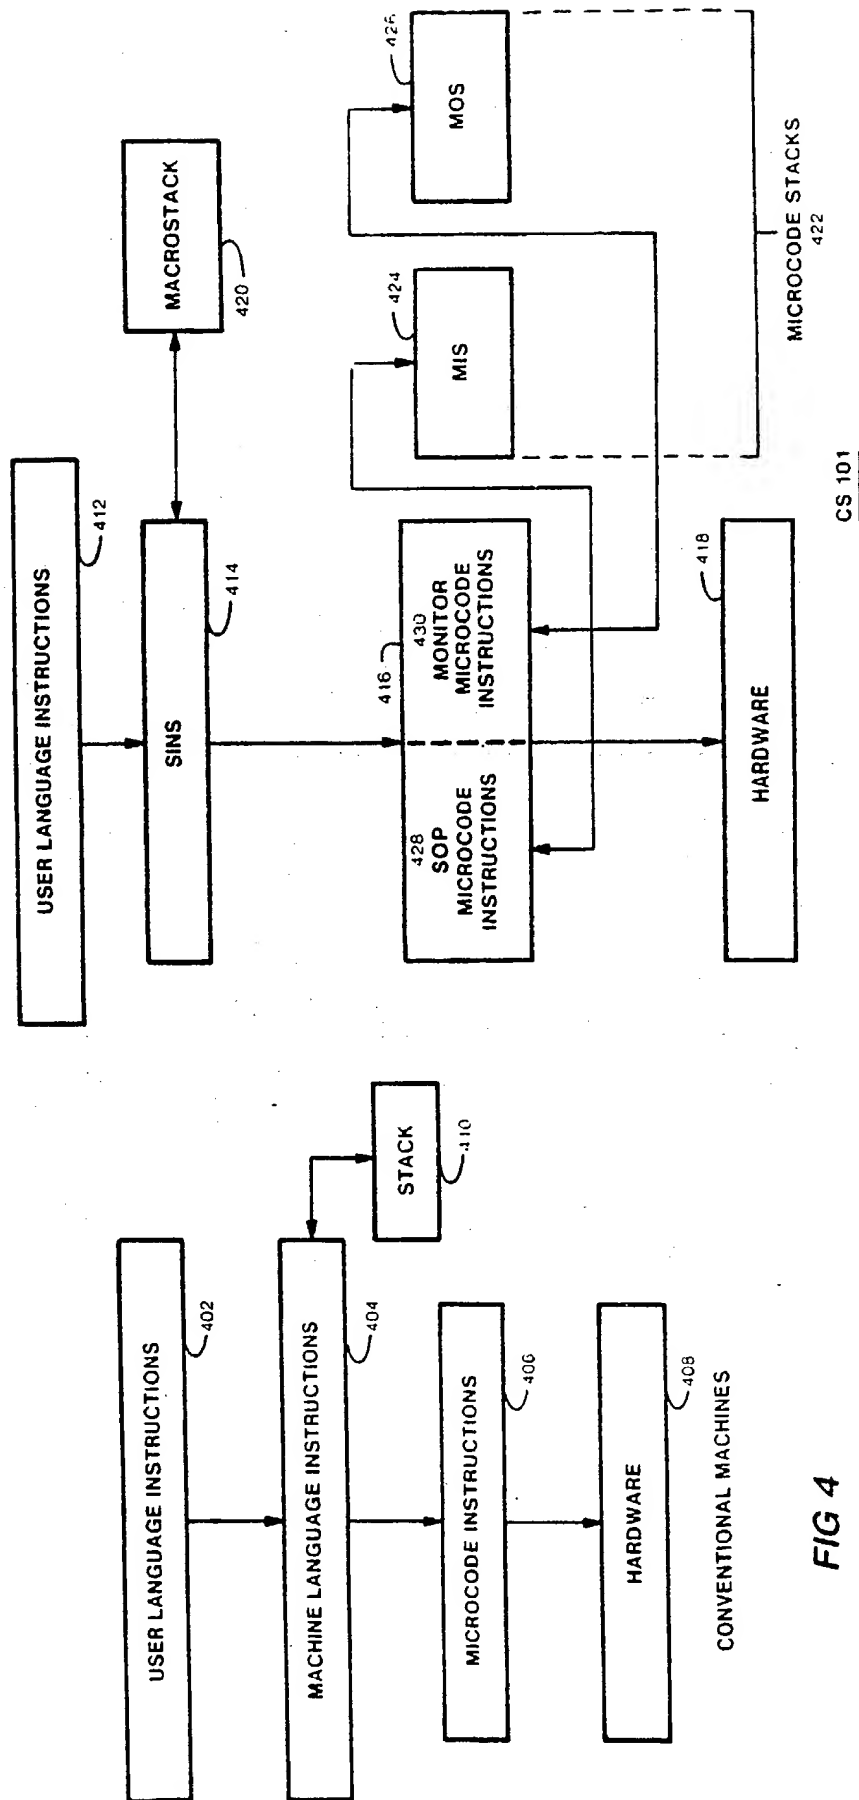 USER LANGUAGE INSTRUCTIONS
402
MACHINE LANGUAGE INSTRUCTIONS
404
STACK
410
MICROCODE INSTRUCTIONS
406
HARDWARE
408
CONVENTIONAL MACHINES
USER LANGUAGE INSTRUCTIONS
412
SINS
414
MACROSTACK
420
416
428
SOP
MICROCODE
INSTRUCTIONS
430
MONITOR
MICROCODE
INSTRUCTIONS
MIS
424
MOS
426
MICROCODE STACKS
422
HARDWARE
418
CS 101
FIG 4